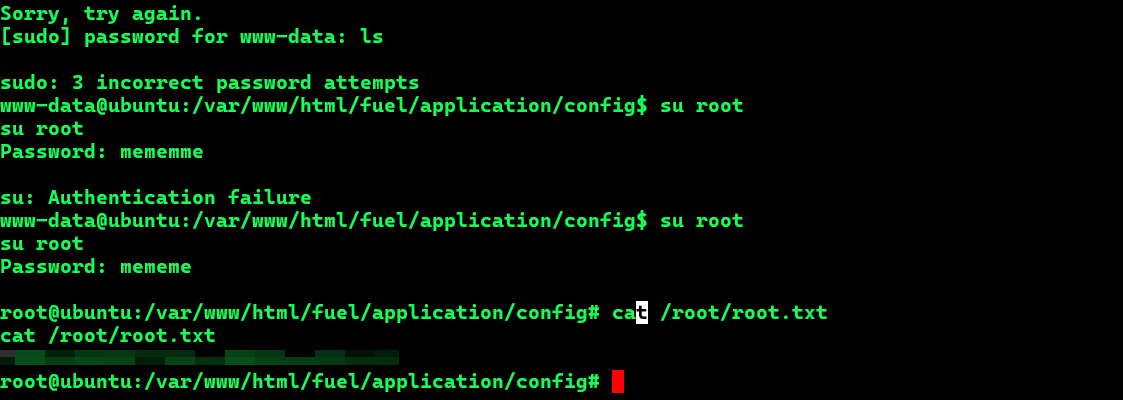 Sorry, try again.
[sudo] password for www-data: ls
sudo: 3 incorrect password attempts
www-data@ubuntu:/var/www/html/fuel/application/config$ su root
su root
Password: mememme
su: Authentication failure
www-data@ubuntu:/var/www/html/fuel/application/config$ su root
su root
Password: mememe
root@ubuntu:/var/www/html/fuel/application/config# cat /root/root.txt
cat /root/root.txt
root@ubuntu:/var/www/html/fuel/application/config#